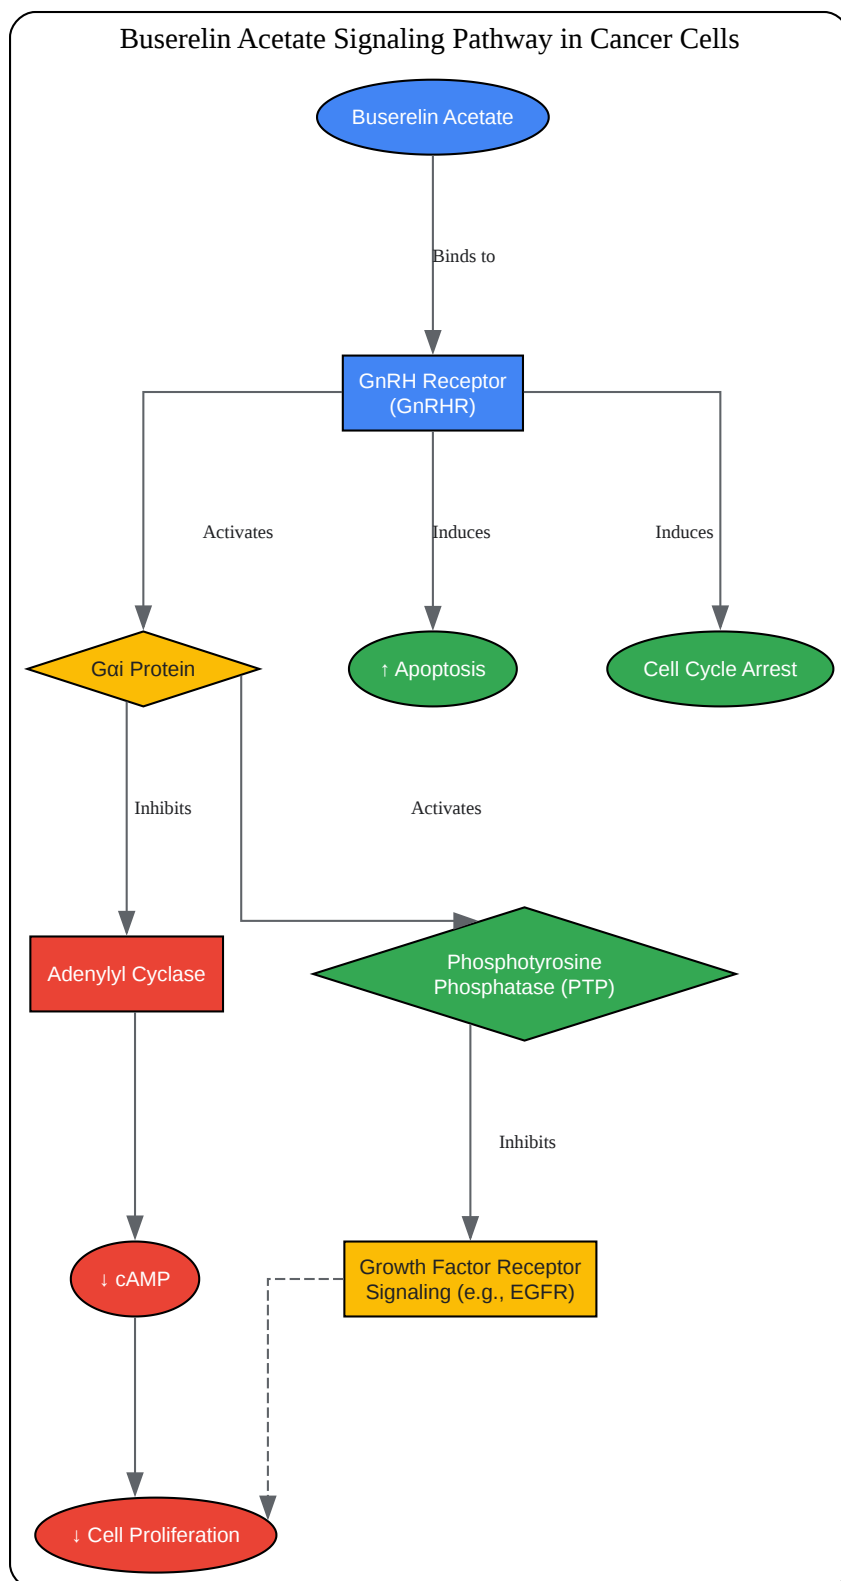 Buserelin Acetate Signaling Pathway in Cancer Cells
Buserelin Acetate
Binds to
GnRH Receptor
(GnRHR)
Activates
Induces
Induces
Gαi Protein
↑ Apoptosis
Cell Cycle Arrest
Inhibits
Activates
Adenylyl Cyclase
Phosphotyrosine
Phosphatase (PTP)
Inhibits
↓ cAMP
Growth Factor Receptor
Signaling (e.g., EGFR)
↓ Cell Proliferation